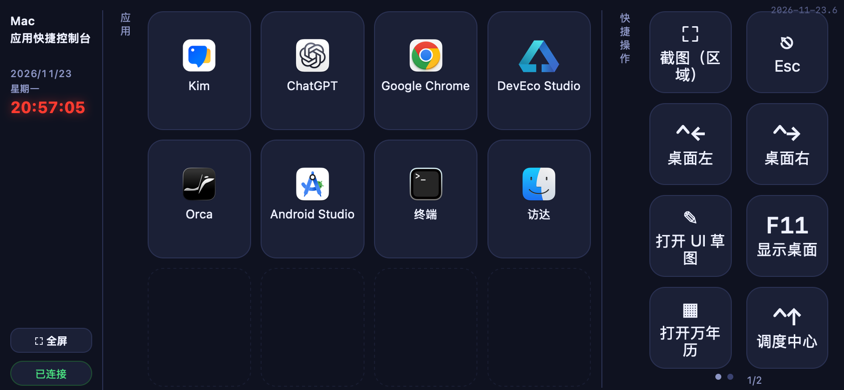 Mac
应用快捷控制台
2026/11/23
星期一
20:57:05
全屏
已连接
应用
Kim
ChatGPT
Google Chrome
DevEco Studio
Orca
Android Studio
终端
访达
快捷操作
2026-11-23.6
截图（区
域）
Esc
桌面左
桌面右
打开 UI 草
图
F11
显示桌面
打开万年
历
调度中心
1/2